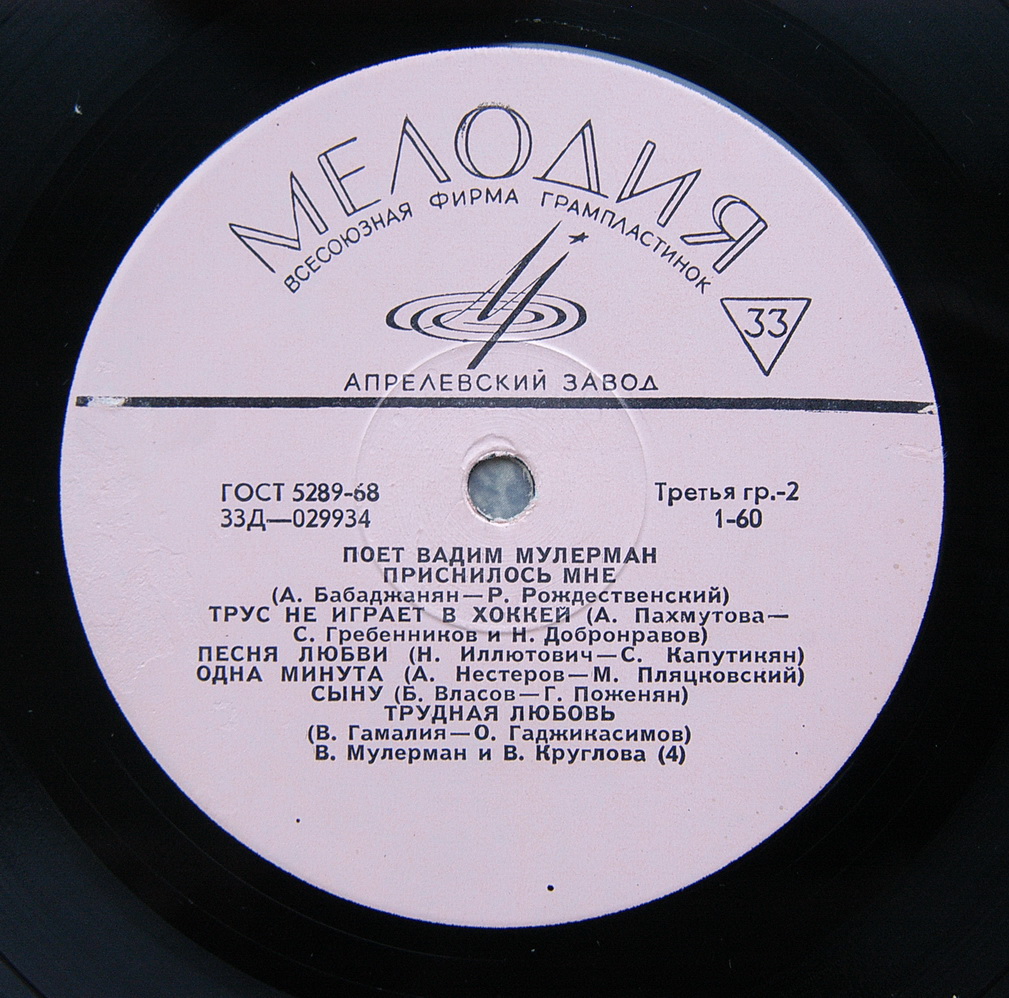 МЕЛОДИЯ
ВСЕСОЮЗНАЯ ФИРМА ГРАМПЛАСТИНОК
33
АПРЕЛЕВСКИЙ ЗАВОД
ГОСТ 5289-68
33Д—029934
Третья гр.-2
1-60
ПОЕТ ВАДИМ МУЛЕРМАН
ПРИСНИЛОСЬ МНЕ
(А. Бабаджанян—Р. Рождественский)
ТРУС НЕ ИГРАЕТ В ХОККЕЙ (А. Пахмутова—
С. Гребенников и Н. Добронравов)
ПЕСНЯ ЛЮБВИ (Н. Иллютович—С. Капутикян)
ОДНА МИНУТА (А. Нестеров—М. Пляцковский)
СЫНУ (Б. Власов—Г. Поженян)
ТРУДНАЯ ЛЮБОВЬ
(В. Гамалия—О. Гаджикасимов)
В. Мулерман и В. Круглова (4)